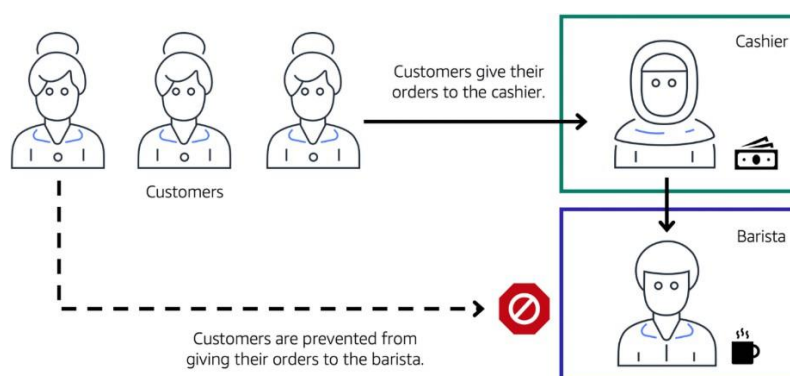 Cashier
Customers give their
orders to the cashier.
Customers
Barista
Customers are prevented from
giving their orders to the barista.